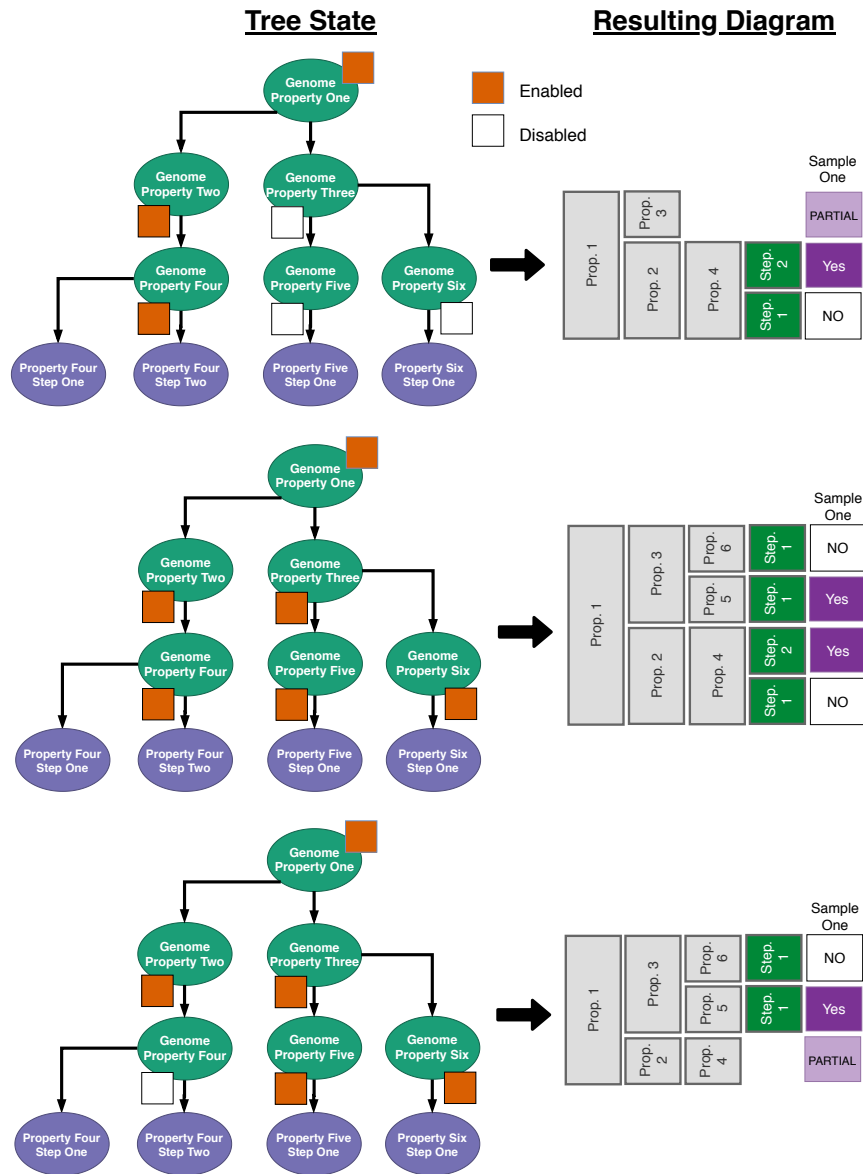 Tree State
Resulting Diagram
Enabled
Disabled
Genome
Property One
Genome
Property Two
Genome
Property Three
Genome
Property Four
Genome
Property Five
Genome
Property Six
Property Four
Step One
Property Four
Step Two
Property Five
Step One
Property Six
Step One
Sample
One
Prop. 1
Prop.
3
PARTIAL
Prop. 2
Prop. 4
Step.
2
Yes
Step.
1
NO
Genome
Property One
Genome
Property Two
Genome
Property Three
Genome
Property Four
Genome
Property Five
Genome
Property Six
Property Four
Step One
Property Four
Step Two
Property Five
Step One
Property Six
Step One
Sample
One
Prop. 1
Prop. 3
Prop.
6
Step.
1
NO
Prop.
5
Step.
1
Yes
Prop. 2
Prop. 4
Step.
2
Yes
Step.
1
NO
Genome
Property One
Genome
Property Two
Genome
Property Three
Genome
Property Four
Genome
Property Five
Genome
Property Six
Property Four
Step One
Property Four
Step Two
Property Five
Step One
Property Six
Step One
Sample
One
Prop. 1
Prop. 3
Prop.
6
Step.
1
NO
Prop.
5
Step.
1
Yes
Prop.
2
Prop.
4
PARTIAL